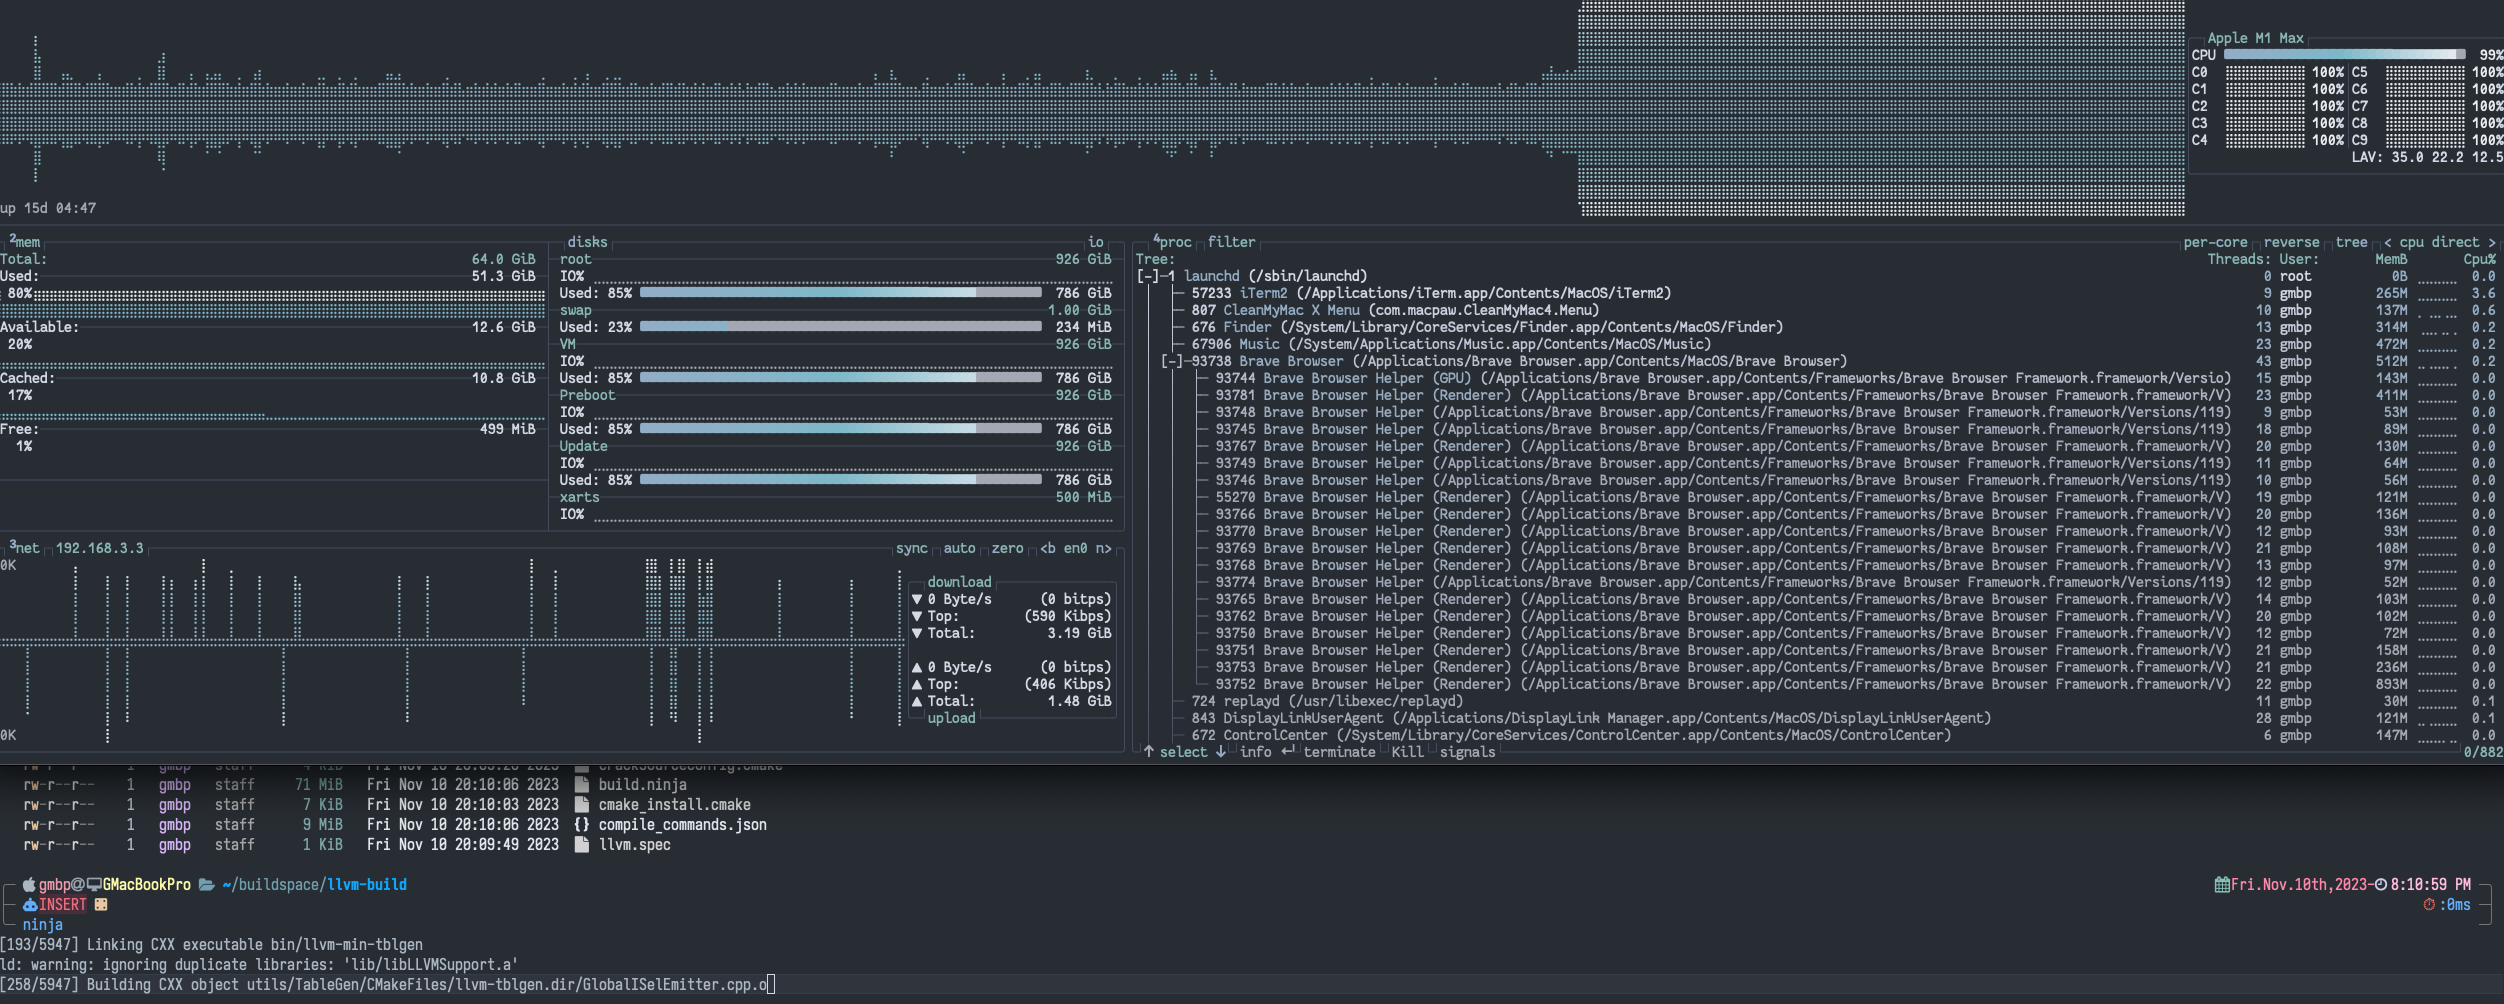 Apple M1 Max
CPU 99%
C0 100% C5 100%
C1 100% C6 100%
C2 100% C7 100%
C3 100% C8 100%
C4 100% C9 100%
LAV: 35.0 22.2 12.5
up 15d 04:47
2mem
Total: 64.0 GiB
Used: 51.3 GiB
80%
Available: 12.6 GiB
20%
Cached: 10.8 GiB
17%
Free: 499 MiB
1%
disks io
root 926 GiB
IO%
Used: 85% 786 GiB
swap 1.00 GiB
Used: 23% 234 MiB
VM 926 GiB
IO%
Used: 85% 786 GiB
Preboot 926 GiB
IO%
Used: 85% 786 GiB
Update 926 GiB
IO%
Used: 85% 786 GiB
xarts 500 MiB
IO%
3net 192.168.3.3 sync auto zero <b en0 n>
0K
download
▼ 0 Byte/s (0 bitps)
▼ Top: (590 Kibps)
▼ Total: 3.19 GiB
▲ 0 Byte/s (0 bitps)
▲ Top: (406 Kibps)
▲ Total: 1.48 GiB
upload
0K
4proc filter per-core reverse tree < cpu direct >
Tree: Threads: User: MemB Cpu%
[-]-1 launchd (/sbin/launchd) 0 root 0B 0.0
57233 iTerm2 (/Applications/iTerm.app/Contents/MacOS/iTerm2) 9 gmbp 265M 3.6
807 CleanMyMac X Menu (com.macpaw.CleanMyMac4.Menu) 10 gmbp 137M 0.6
676 Finder (/System/Library/CoreServices/Finder.app/Contents/MacOS/Finder) 13 gmbp 314M 0.2
67906 Music (/System/Applications/Music.app/Contents/MacOS/Music) 23 gmbp 472M 0.2
[-]-93738 Brave Browser (/Applications/Brave Browser.app/Contents/MacOS/Brave Browser) 43 gmbp 512M 0.2
93744 Brave Browser Helper (GPU) (/Applications/Brave Browser.app/Contents/Frameworks/Brave Browser Framework.framework/Versio) 15 gmbp 143M 0.0
93781 Brave Browser Helper (Renderer) (/Applications/Brave Browser.app/Contents/Frameworks/Brave Browser Framework.framework/V) 23 gmbp 411M 0.0
93748 Brave Browser Helper (/Applications/Brave Browser.app/Contents/Frameworks/Brave Browser Framework.framework/Versions/119) 9 gmbp 53M 0.0
93745 Brave Browser Helper (/Applications/Brave Browser.app/Contents/Frameworks/Brave Browser Framework.framework/Versions/119) 18 gmbp 89M 0.0
93767 Brave Browser Helper (Renderer) (/Applications/Brave Browser.app/Contents/Frameworks/Brave Browser Framework.framework/V) 20 gmbp 130M 0.0
93749 Brave Browser Helper (/Applications/Brave Browser.app/Contents/Frameworks/Brave Browser Framework.framework/Versions/119) 11 gmbp 64M 0.0
93746 Brave Browser Helper (/Applications/Brave Browser.app/Contents/Frameworks/Brave Browser Framework.framework/Versions/119) 10 gmbp 56M 0.0
55270 Brave Browser Helper (Renderer) (/Applications/Brave Browser.app/Contents/Frameworks/Brave Browser Framework.framework/V) 19 gmbp 121M 0.0
93766 Brave Browser Helper (Renderer) (/Applications/Brave Browser.app/Contents/Frameworks/Brave Browser Framework.framework/V) 20 gmbp 136M 0.0
93770 Brave Browser Helper (Renderer) (/Applications/Brave Browser.app/Contents/Frameworks/Brave Browser Framework.framework/V) 12 gmbp 93M 0.0
93769 Brave Browser Helper (Renderer) (/Applications/Brave Browser.app/Contents/Frameworks/Brave Browser Framework.framework/V) 21 gmbp 108M 0.0
93768 Brave Browser Helper (Renderer) (/Applications/Brave Browser.app/Contents/Frameworks/Brave Browser Framework.framework/V) 13 gmbp 97M 0.0
93774 Brave Browser Helper (/Applications/Brave Browser.app/Contents/Frameworks/Brave Browser Framework.framework/Versions/119) 12 gmbp 52M 0.0
93765 Brave Browser Helper (Renderer) (/Applications/Brave Browser.app/Contents/Frameworks/Brave Browser Framework.framework/V) 14 gmbp 103M 0.0
93762 Brave Browser Helper (Renderer) (/Applications/Brave Browser.app/Contents/Frameworks/Brave Browser Framework.framework/V) 20 gmbp 102M 0.0
93750 Brave Browser Helper (Renderer) (/Applications/Brave Browser.app/Contents/Frameworks/Brave Browser Framework.framework/V) 12 gmbp 72M 0.0
93751 Brave Browser Helper (Renderer) (/Applications/Brave Browser.app/Contents/Frameworks/Brave Browser Framework.framework/V) 21 gmbp 158M 0.0
93753 Brave Browser Helper (Renderer) (/Applications/Brave Browser.app/Contents/Frameworks/Brave Browser Framework.framework/V) 21 gmbp 236M 0.0
93752 Brave Browser Helper (Renderer) (/Applications/Brave Browser.app/Contents/Frameworks/Brave Browser Framework.framework/V) 22 gmbp 893M 0.0
724 replayd (/usr/libexec/replayd) 11 gmbp 30M 0.1
843 DisplayLinkUserAgent (/Applications/DisplayLink Manager.app/Contents/MacOS/DisplayLinkUserAgent) 28 gmbp 121M 0.1
672 ControlCenter (/System/Library/CoreServices/ControlCenter.app/Contents/MacOS/ControlCenter) 6 gmbp 147M 0.0
↑ select ↓ info ↵ terminate Kill signals 0/882
rw-r--r-- 1 gmbp staff 71 MiB Fri Nov 10 20:10:06 2023 build.ninja
rw-r--r-- 1 gmbp staff 7 KiB Fri Nov 10 20:10:03 2023 cmake_install.cmake
rw-r--r-- 1 gmbp staff 9 MiB Fri Nov 10 20:10:06 2023 {} compile_commands.json
rw-r--r-- 1 gmbp staff 1 KiB Fri Nov 10 20:09:49 2023 llvm.spec
gmbp@GMacBookPro ~/buildspace/llvm-build Fri.Nov.10th,2023-8:10:59 PM
INSERT :0ms
ninja
[193/5947] Linking CXX executable bin/llvm-min-tblgen
ld: warning: ignoring duplicate libraries: 'lib/libLLVMSupport.a'
[258/5947] Building CXX object utils/TableGen/CMakeFiles/llvm-tblgen.dir/GlobalISelEmitter.cpp.o